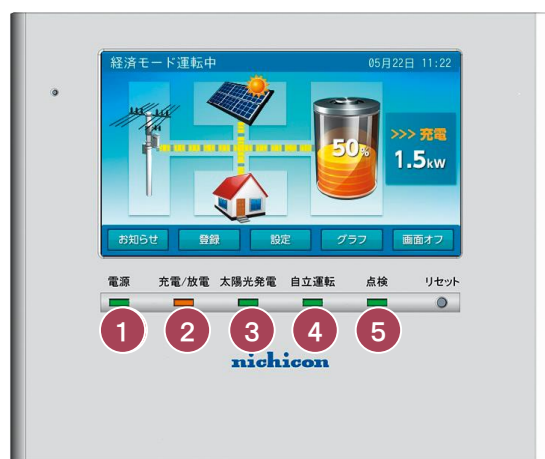 経済モード運転中 05月22日 11:22
50%
>>> 充電
1.5kw
お知らせ 登録 設定 グラフ 画面オフ
電源 充電/放電 太陽光発電 自立運転 点検 リセット
1 2 3 4 5
nichicon